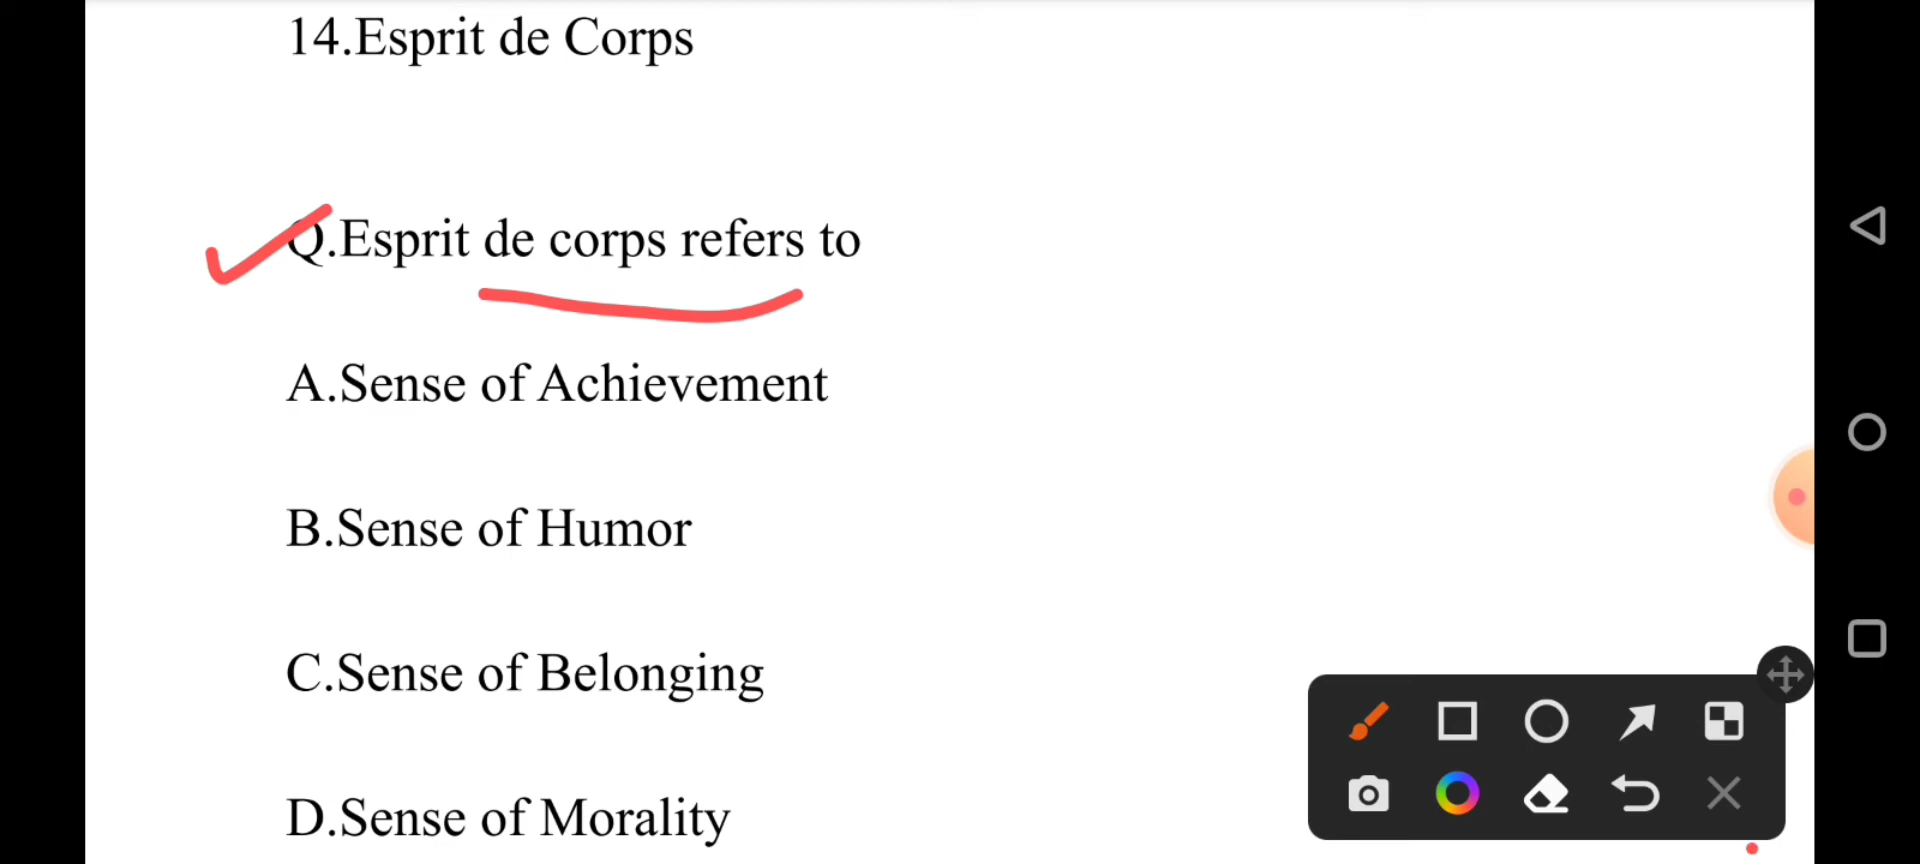 14.Esprit de Corps
Q.Esprit de corps refers to
A.Sense of Achievement
B.Sense of Humor
C.Sense of Belonging
D.Sense of Morality